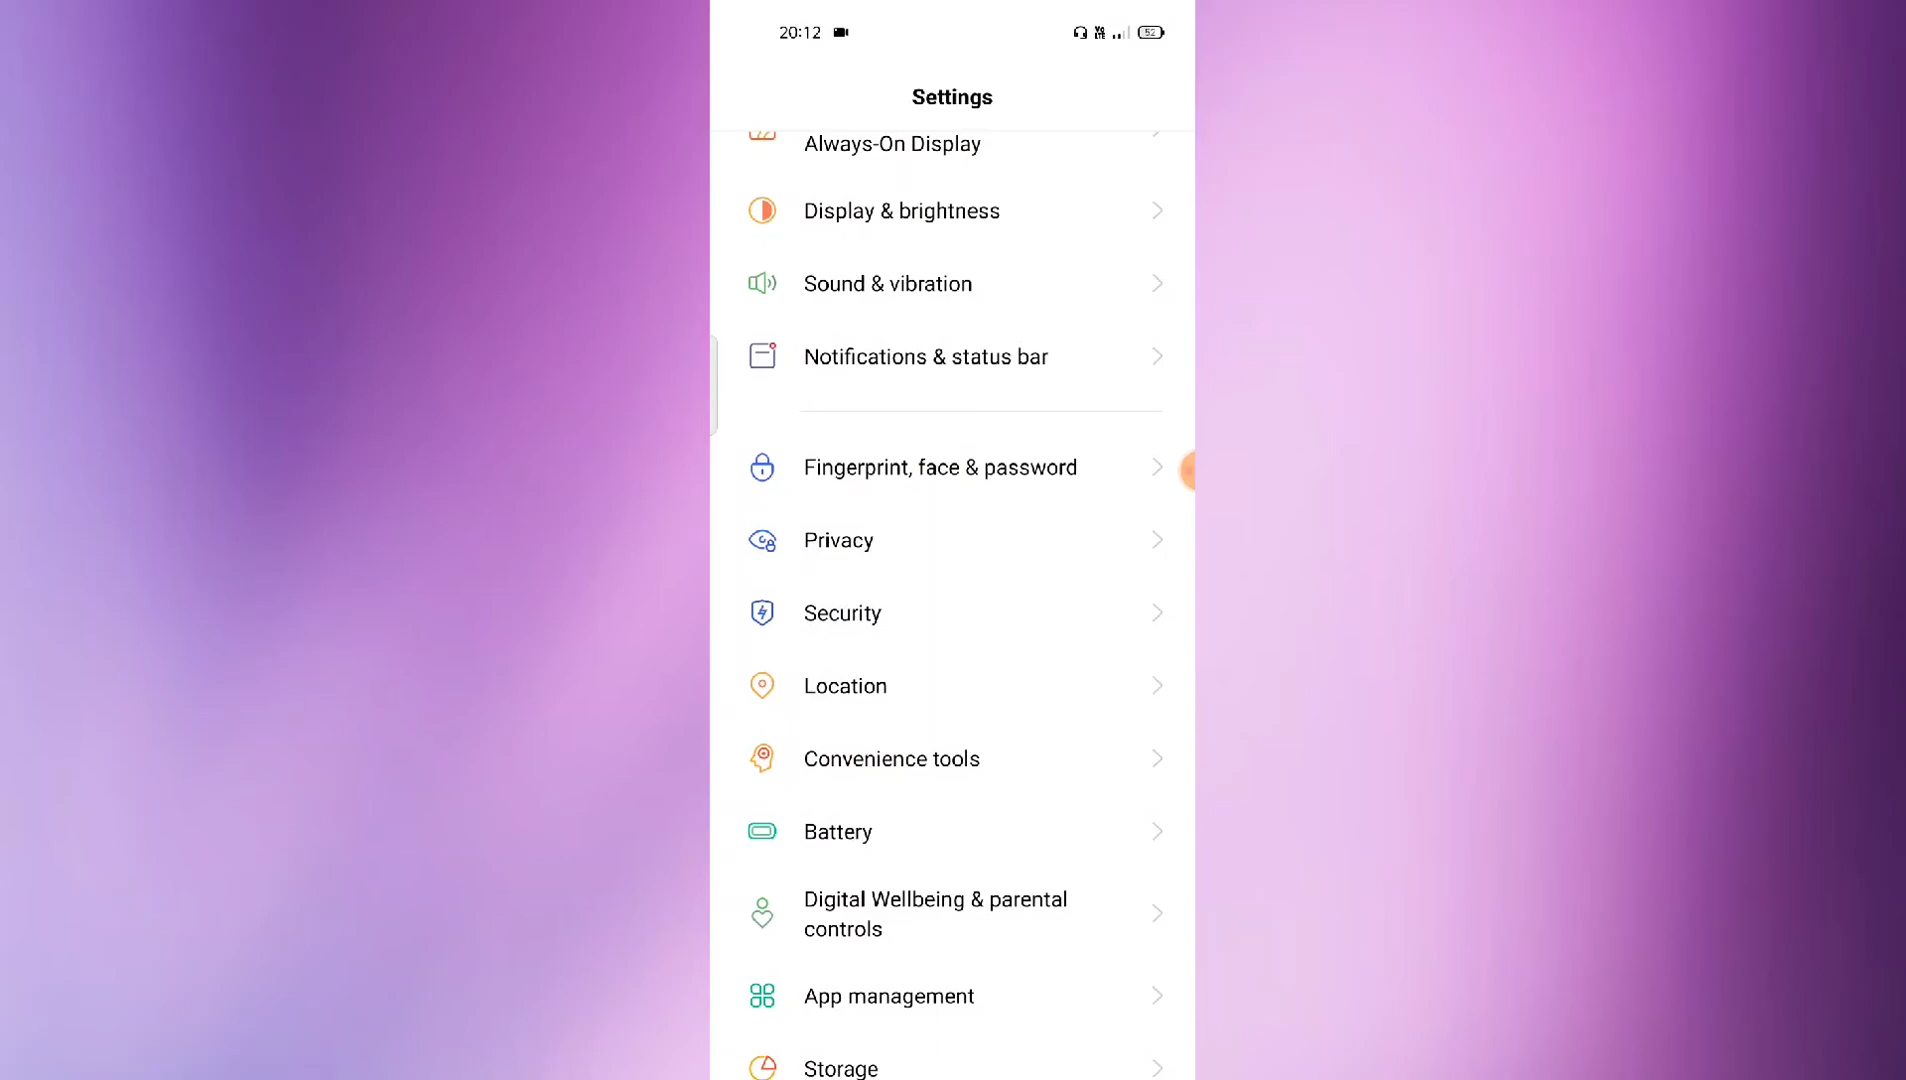 20:12
52
Settings
Always-On Display
Display & brightness
Sound & vibration
Notifications & status bar
Fingerprint, face & password
Privacy
Security
Location
Convenience tools
Battery
Digital Wellbeing & parental
controls
App management
Storage